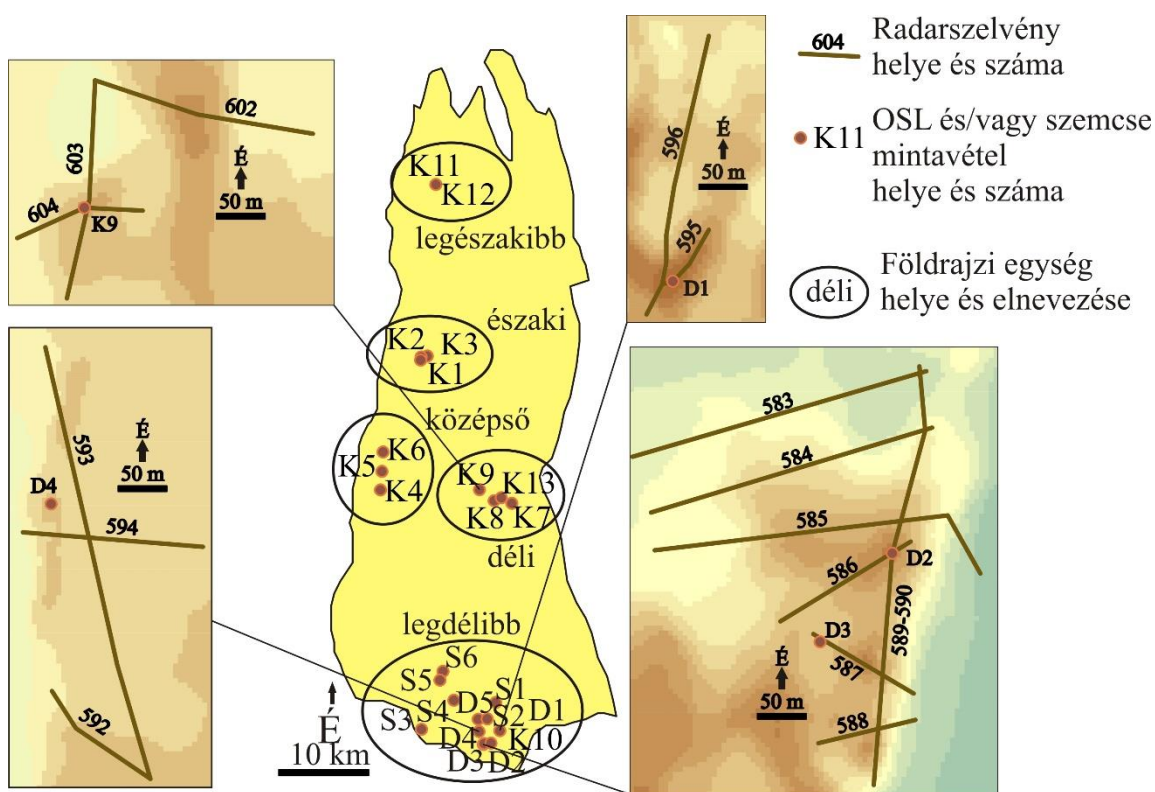 602
603
É
50 m
604
K9
593
É
50 m
D4
594
592
K11
K12
legészakibb
északi
K2
K3
K1
középső
K6
K5
K4
K9
K13
K8
K7
déli
legdélibb
S6
S5
S1
D5
S4
S2
D1
S3
D4
K10
D3
D2
É
10 km
596
É
50 m
595
D1
604
Radarszelvény
helye és száma
K11
OSL és/vagy szemcse
mintavétel
helye és száma
déli
Földrajzi egység
helye és elnevezése
583
584
585
586
D2
589-590
D3
É
587
50 m
588